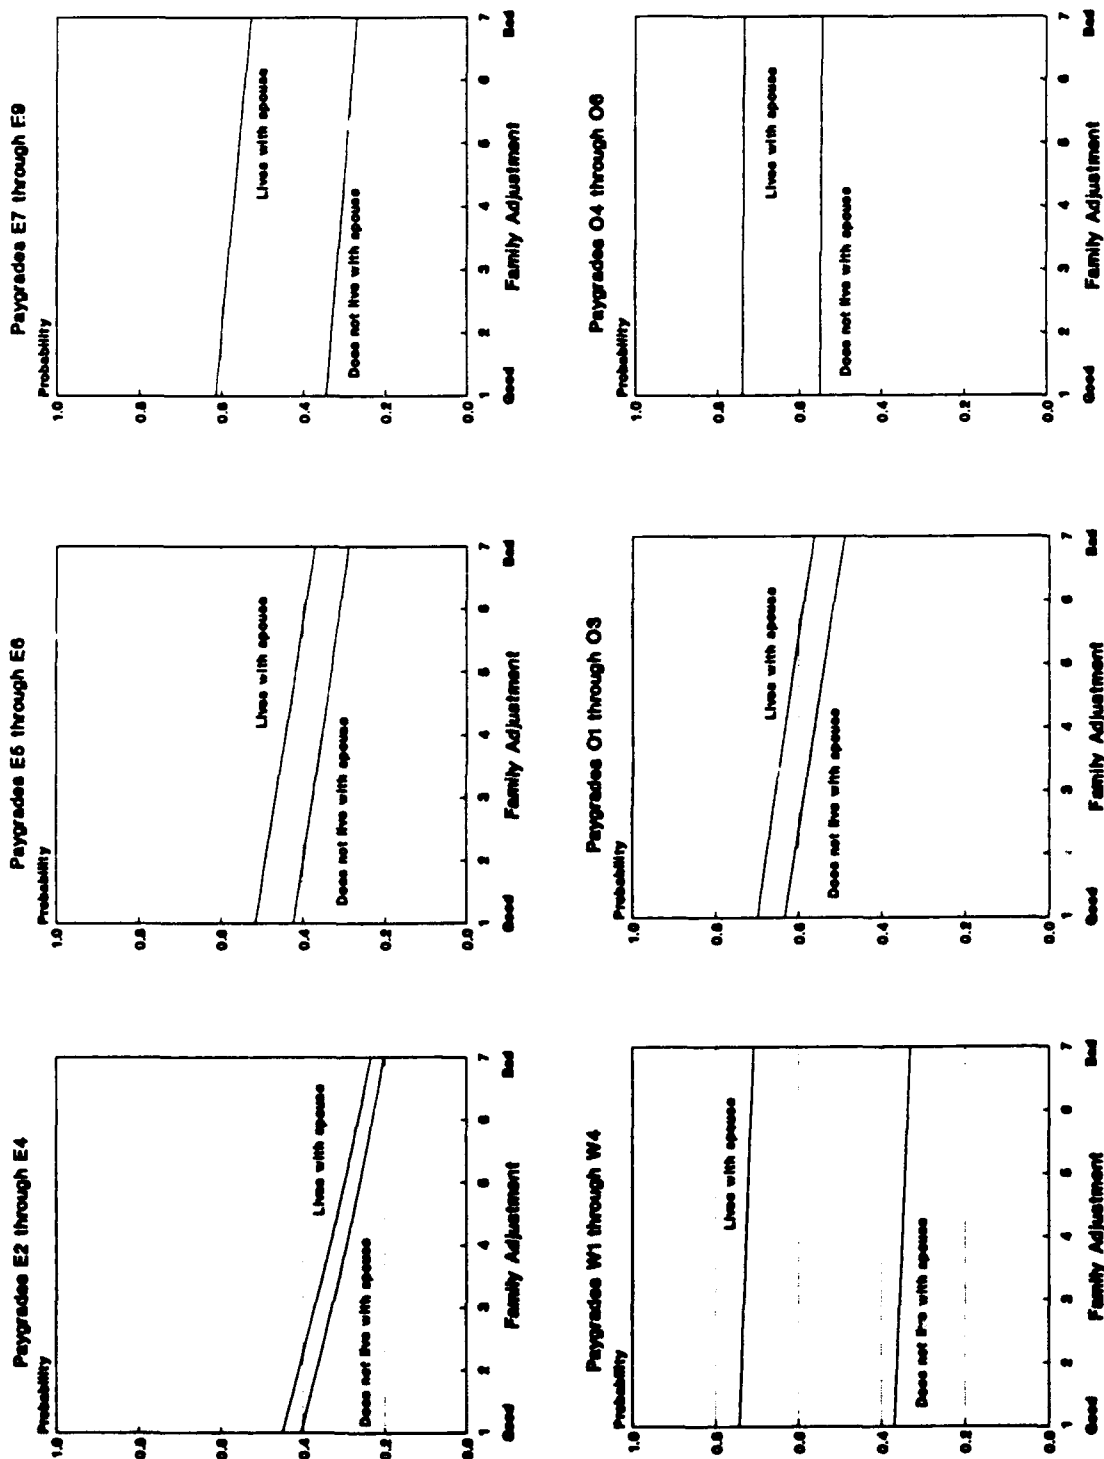 Paygrades E2 through E4
Probability
1.0
0.8
0.6
0.4
0.2
0.0
Lives with spouse
Does not live with spouse
1 2 3 4 5 6 7
Good Family Adjustment Bad
Paygrades E5 through E6
Probability
1.0
0.8
0.6
0.4
0.2
0.0
Lives with spouse
Does not live with spouse
1 2 3 4 5 6 7
Good Family Adjustment Bad
Paygrades E7 through E9
Probability
1.0
0.8
0.6
0.4
0.2
0.0
Lives with spouse
Does not live with spouse
1 2 3 4 5 6 7
Good Family Adjustment Bad
Paygrades W1 through W4
Probability
1.0
0.8
0.6
0.4
0.2
0.0
Lives with spouse
Does not live with spouse
1 2 3 4 5 6 7
Good Family Adjustment Bad
Paygrades O1 through O3
Probability
1.0
0.8
0.6
0.4
0.2
0.0
Lives with spouse
Does not live with spouse
1 3 4 5 6 7
Good Family Adjustment Bad
Paygrades O4 through O6
Probability
1.0
0.8
0.6
0.4
0.2
0.0
Lives with spouse
Does not live with spouse
1 2 3 4 5 6 7
Good Family Adjustment Bad